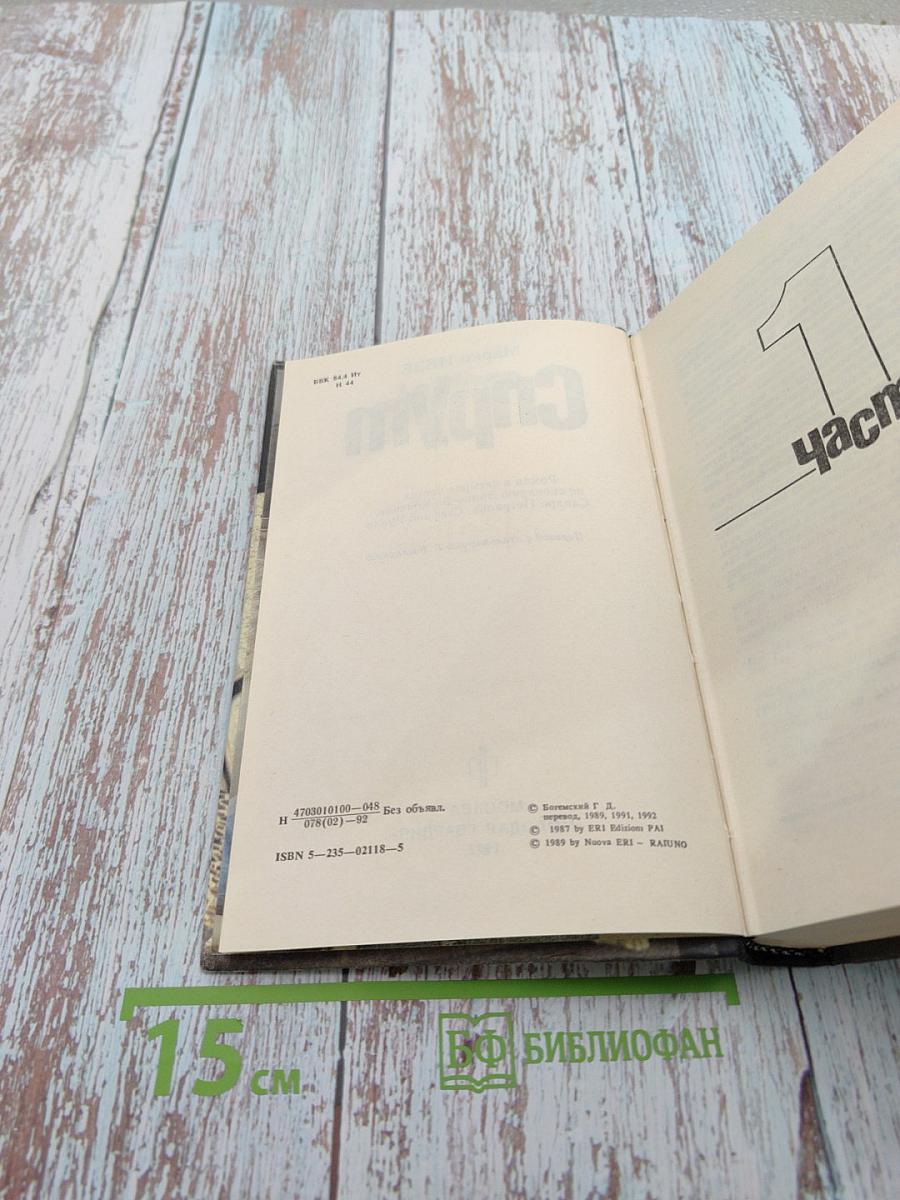 ББК 84.4 Ит
Н 44
Н 4703010100—048
078(02)—92
Без объявл.
ISBN 5—235—02118—5
© Богемский Г Д.
перевод, 1989, 1991, 1992
© 1987 by ERI Edizioni PAI
© 1989 by Nuova ERI — RAIUNO
1
част
15 см
БФ БИБЛИОФАН